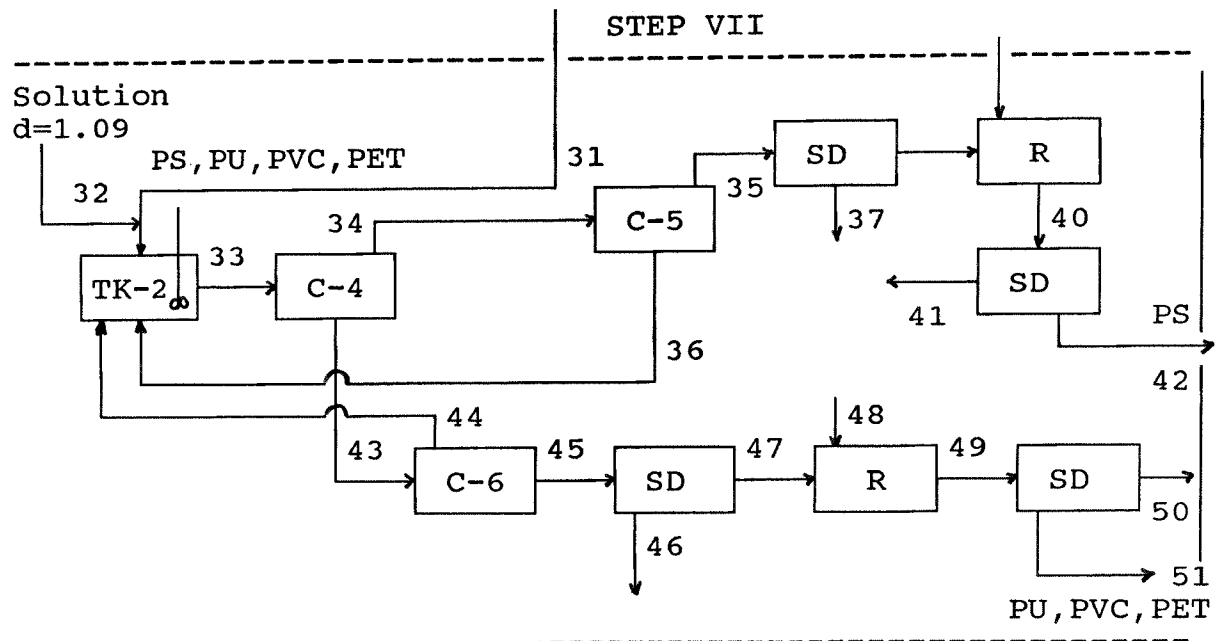 STEP VII
Solution
d=1.09
PS,PU,PVC,PET
32
31
33
34
35
TK-2
C-4
C-5
SD
R
37
40
SD
41
PS
42
36
44
43
C-6
45
SD
47
48
R
49
SD
50
46
51
PU,PVC,PET